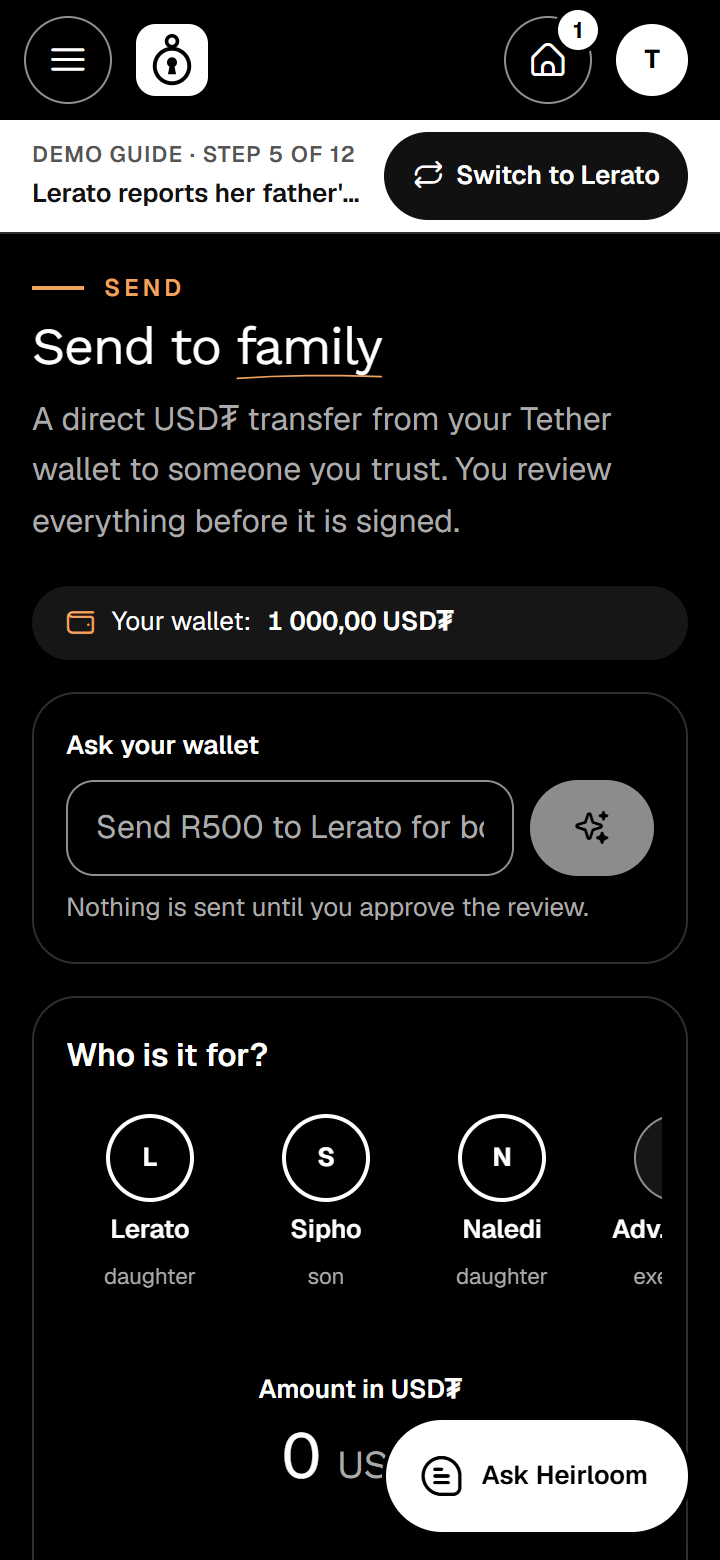 1
T
DEMO GUIDE · STEP 5 OF 12
Lerato reports her father'...
Switch to Lerato
SEND
Send to family
A direct USD₮ transfer from your Tether
wallet to someone you trust. You review
everything before it is signed.
Your wallet: 1 000,00 USD₮
Ask your wallet
Send R500 to Lerato for
Nothing is sent until you approve the review.
Who is it for?
L S N
Lerato Sipho Naledi Adv.
daughter son daughter
Amount in USD₮
0
Ask Heirloom